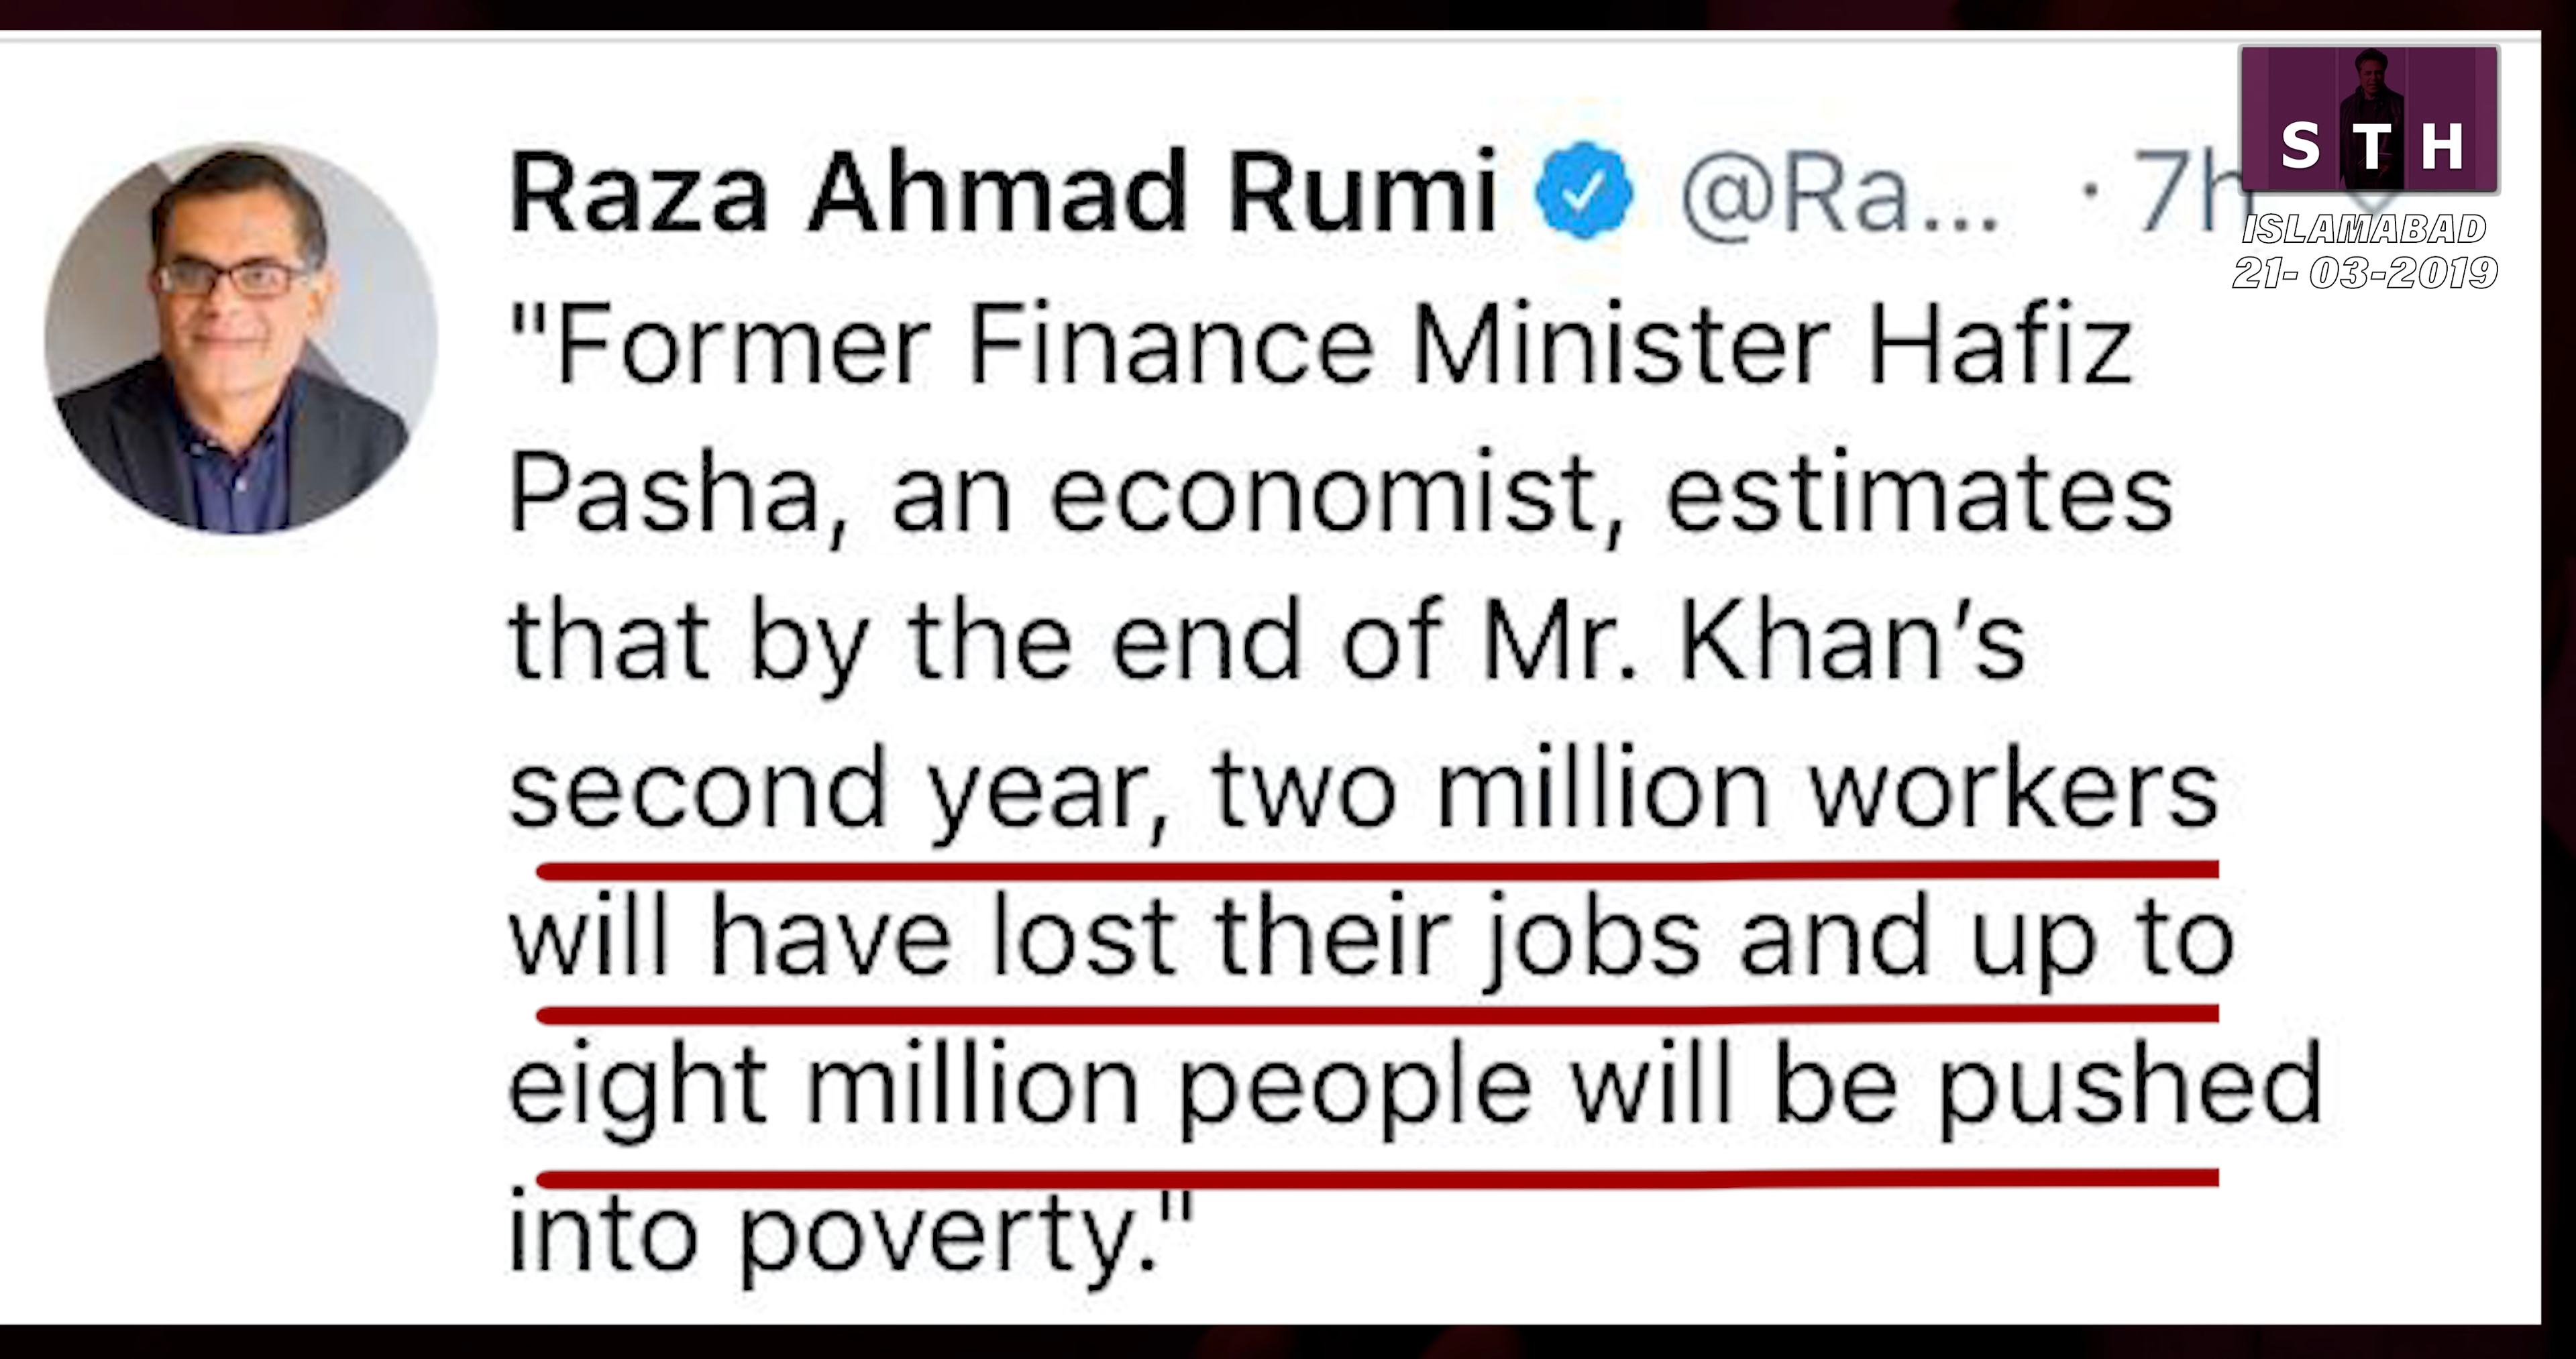 Raza Ahmad Rumi @Ra... · 7h
"Former Finance Minister Hafiz
Pasha, an economist, estimates
that by the end of Mr. Khan’s
second year, two million workers
will have lost their jobs and up to
eight million people will be pushed
into poverty."
S T H
ISLAMABAD
21- 03-2019